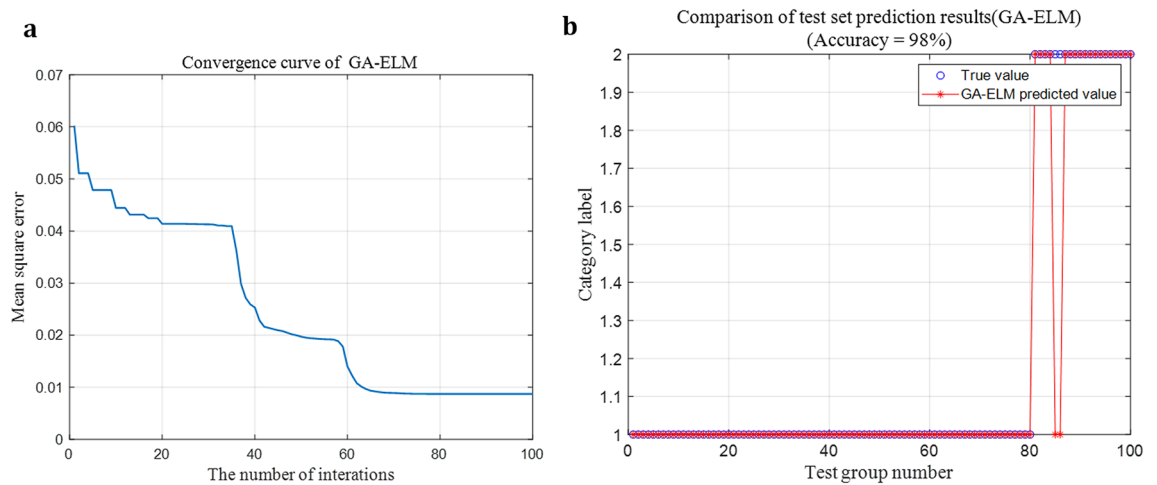 a
Convergence curve of GA-ELM
0.07
0.06
0.05
0.04
0.03
0.02
0.01
0
Mean square error
0 20 40 60 80 100
The number of interations
b
Comparison of test set prediction results(GA-ELM)
(Accuracy = 98%)
2
1.9
1.8
1.7
1.6
1.5
1.4
1.3
1.2
1.1
1
Category label
True value
GA-ELM predicted value
0 20 40 60 80 100
Test group number